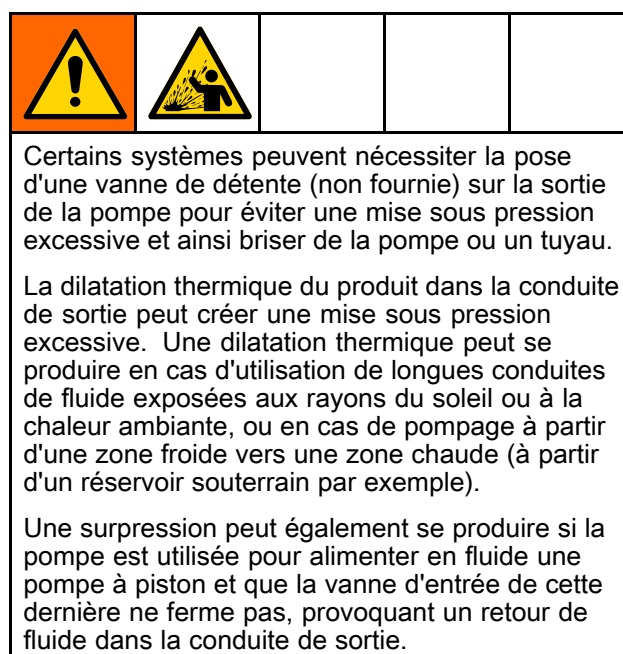 Certains systèmes peuvent nécessiter la pose
d'une vanne de détente (non fournie) sur la sortie
de la pompe pour éviter une mise sous pression
excessive et ainsi briser de la pompe ou un tuyau.
La dilatation thermique du produit dans la conduite
de sortie peut créer une mise sous pression
excessive. Une dilatation thermique peut se
produire en cas d'utilisation de longues conduites
de fluide exposées aux rayons du soleil ou à la
chaleur ambiante, ou en cas de pompage à partir
d'une zone froide vers une zone chaude (à partir
d'un réservoir souterrain par exemple).
Une surpression peut également se produire si la
pompe est utilisée pour alimenter en fluide une
pompe à piston et que la vanne d'entrée de cette
dernière ne ferme pas, provoquant un retour de
fluide dans la conduite de sortie.